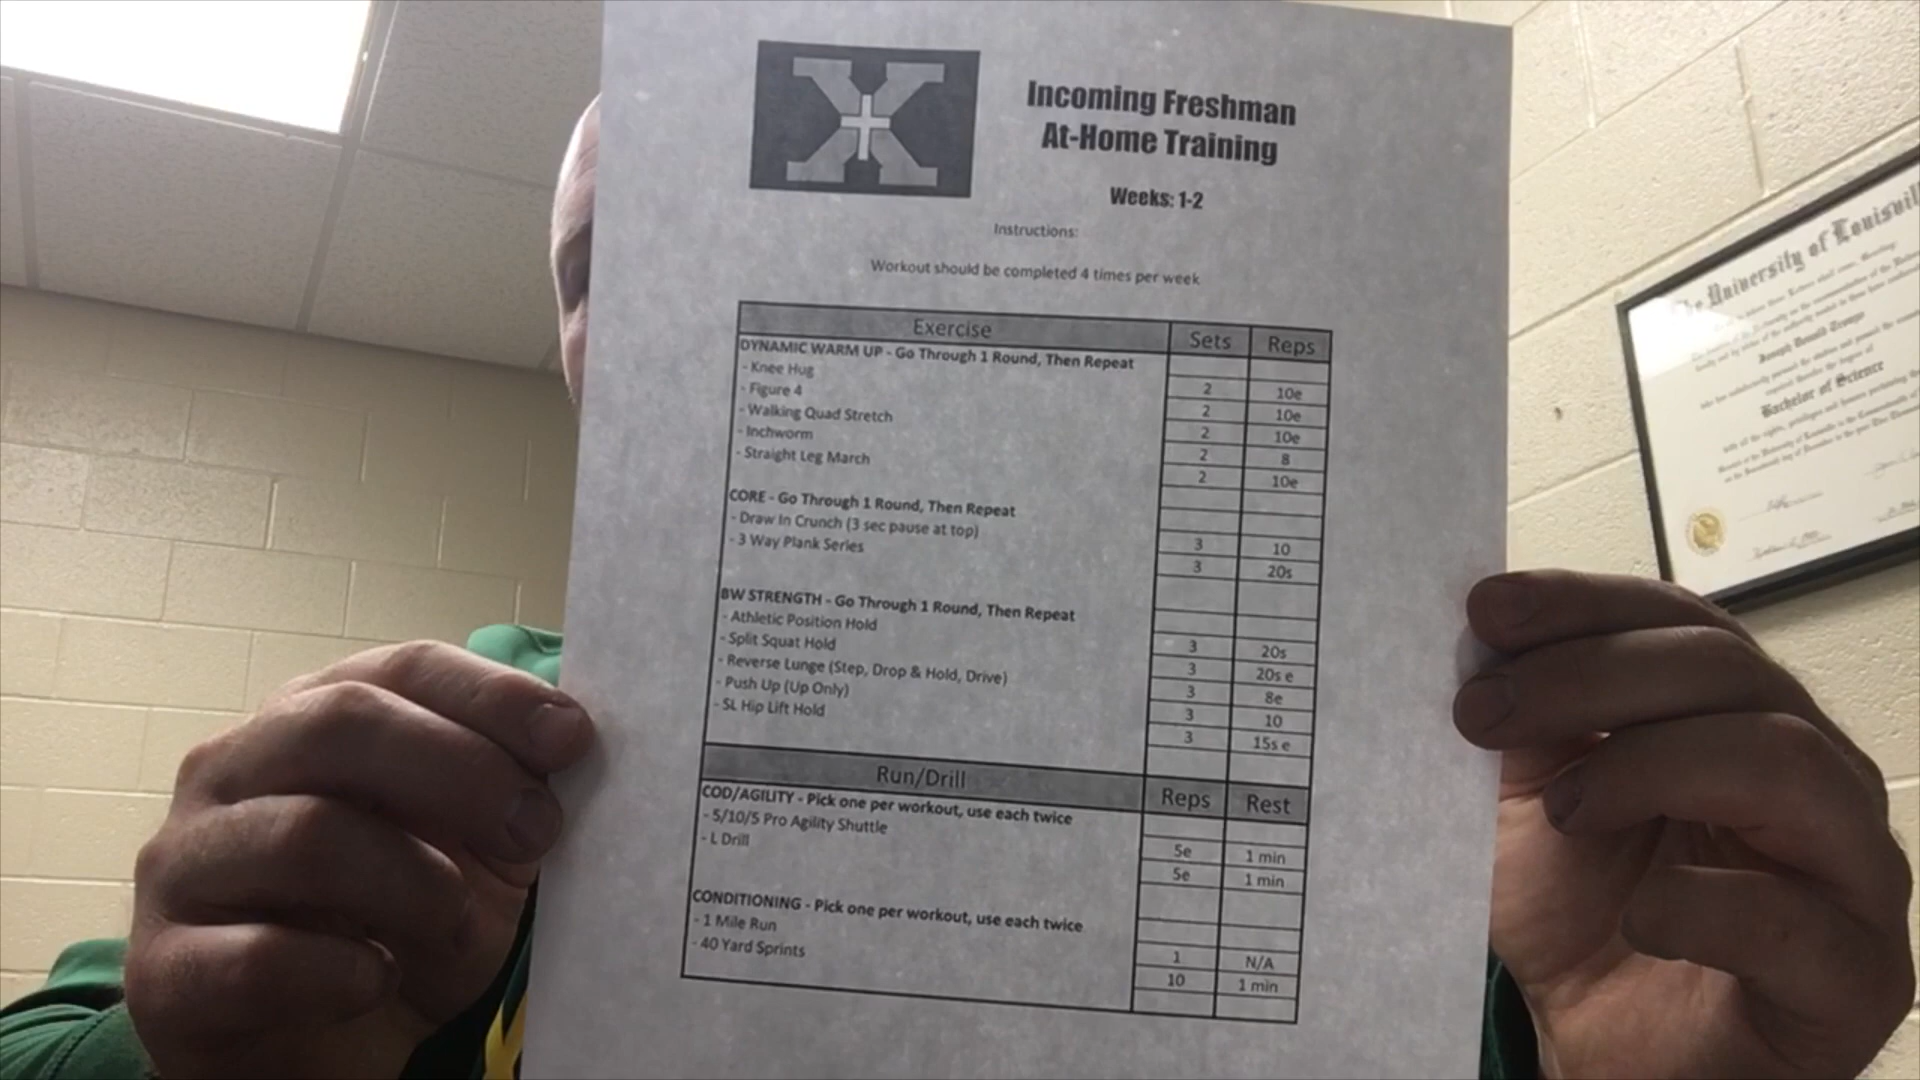 X
Incoming Freshman
At-Home Training
Weeks: 1-2
Instructions:
Workout should be completed 4 times per week
Exercise Sets Reps
DYNAMIC WARM UP - Go Through 1 Round, Then Repeat
- Knee Hug 2 10e
- Figure 4 2 10e
- Walking Quad Stretch 2 10e
- Inchworm 2 8
- Straight Leg March 2 10e
CORE - Go Through 1 Round, Then Repeat
- Draw In Crunch (3 sec pause at top) 3 10
- 3 Way Plank Series 3 20s
BW STRENGTH - Go Through 1 Round, Then Repeat
- Athletic Position Hold 3 20s
- Split Squat Hold 3 20s e
- Reverse Lunge (Step, Drop & Hold, Drive) 3 8e
- Push Up (Up Only) 3 10
- SL Hip Lift Hold 3 15s e
Run/Drill Reps Rest
COD/AGILITY - Pick one per workout, use each twice
- 5/10/5 Pro Agility Shuttle 5e 1 min
- L Drill 5e 1 min
CONDITIONING - Pick one per workout, use each twice
- 1 Mile Run 1 N/A
- 40 Yard Sprints 10 1 min
The University of Louisvill
Bachelor of Science